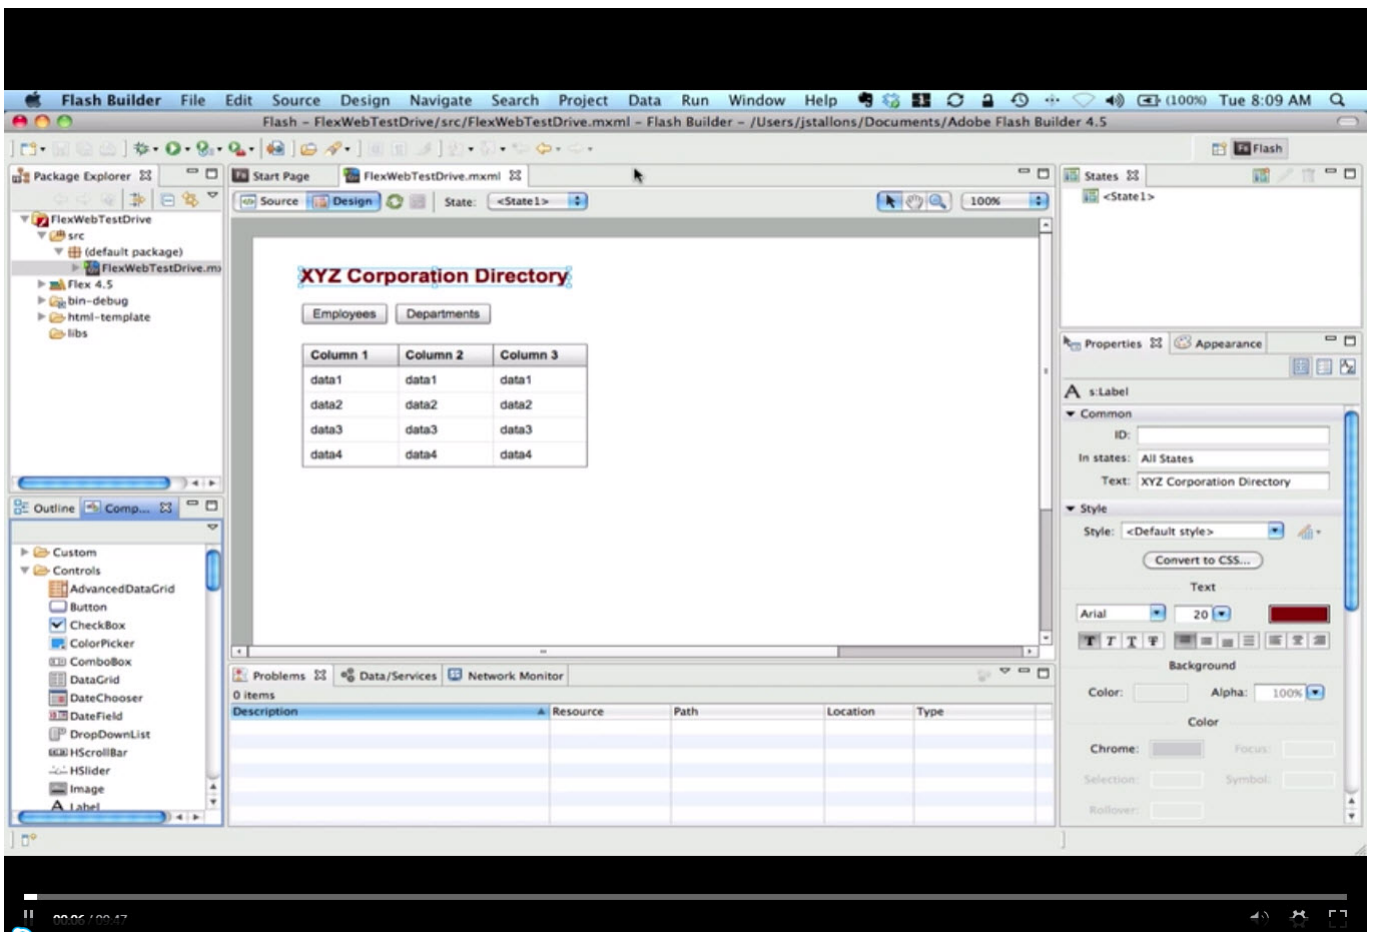 Flash Builder File Edit Source Design Navigate Search Project Data Run Window Help (100%) Tue 8:09 AM
Flash – FlexWebTestDrive/src/FlexWebTestDrive.mxml – Flash Builder – /Users/jstallons/Documents/Adobe Flash Builder 4.5
Flash
Package Explorer
FlexWebTestDrive
src
(default package)
FlexWebTestDrive.mx
Flex 4.5
bin-debug
html-template
libs
Outline Comp...
Custom
Controls
AdvancedDataGrid
Button
CheckBox
ColorPicker
ComboBox
DataGrid
DateChooser
DateField
DropDownList
HScrollBar
HSlider
Image
Label
Start Page FlexWebTestDrive.mxml
Source Design State: <State1> 100%
XYZ Corporation Directory
Employees Departments
Column 1 Column 2 Column 3
data1 data1 data1
data2 data2 data2
data3 data3 data3
data4 data4 data4
Problems Data/Services Network Monitor
0 items
Description Resource Path Location Type
States
<State1>
Properties Appearance
s:Label
Common
ID:
In states: All States
Text: XYZ Corporation Directory
Style
Style: <Default style>
Convert to CSS...
Text
Arial 20
T T T T
Background
Color: Alpha: 100%
Color
Chrome: Focus:
Selection: Symbol:
Rollover:
00:06 / 09:47